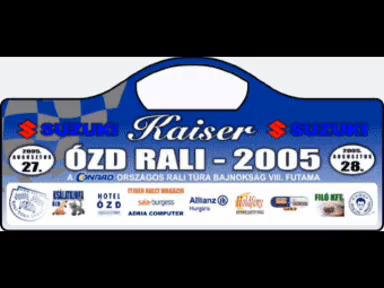 SUZUKI Kaiser SUZUKI
2005. AUGUSZTUS 27.
ÓZD RALI - 2005
2005. AUGUSZTUS 28.
A CONRAD ORSZÁGOS RALI TÚRA BAJNOKSÁG VIII. FUTAMA
HOTEL ÓZD
saia-burgess
ADRIA COMPUTER
Allianz
Hungária
FILÓ KFT.